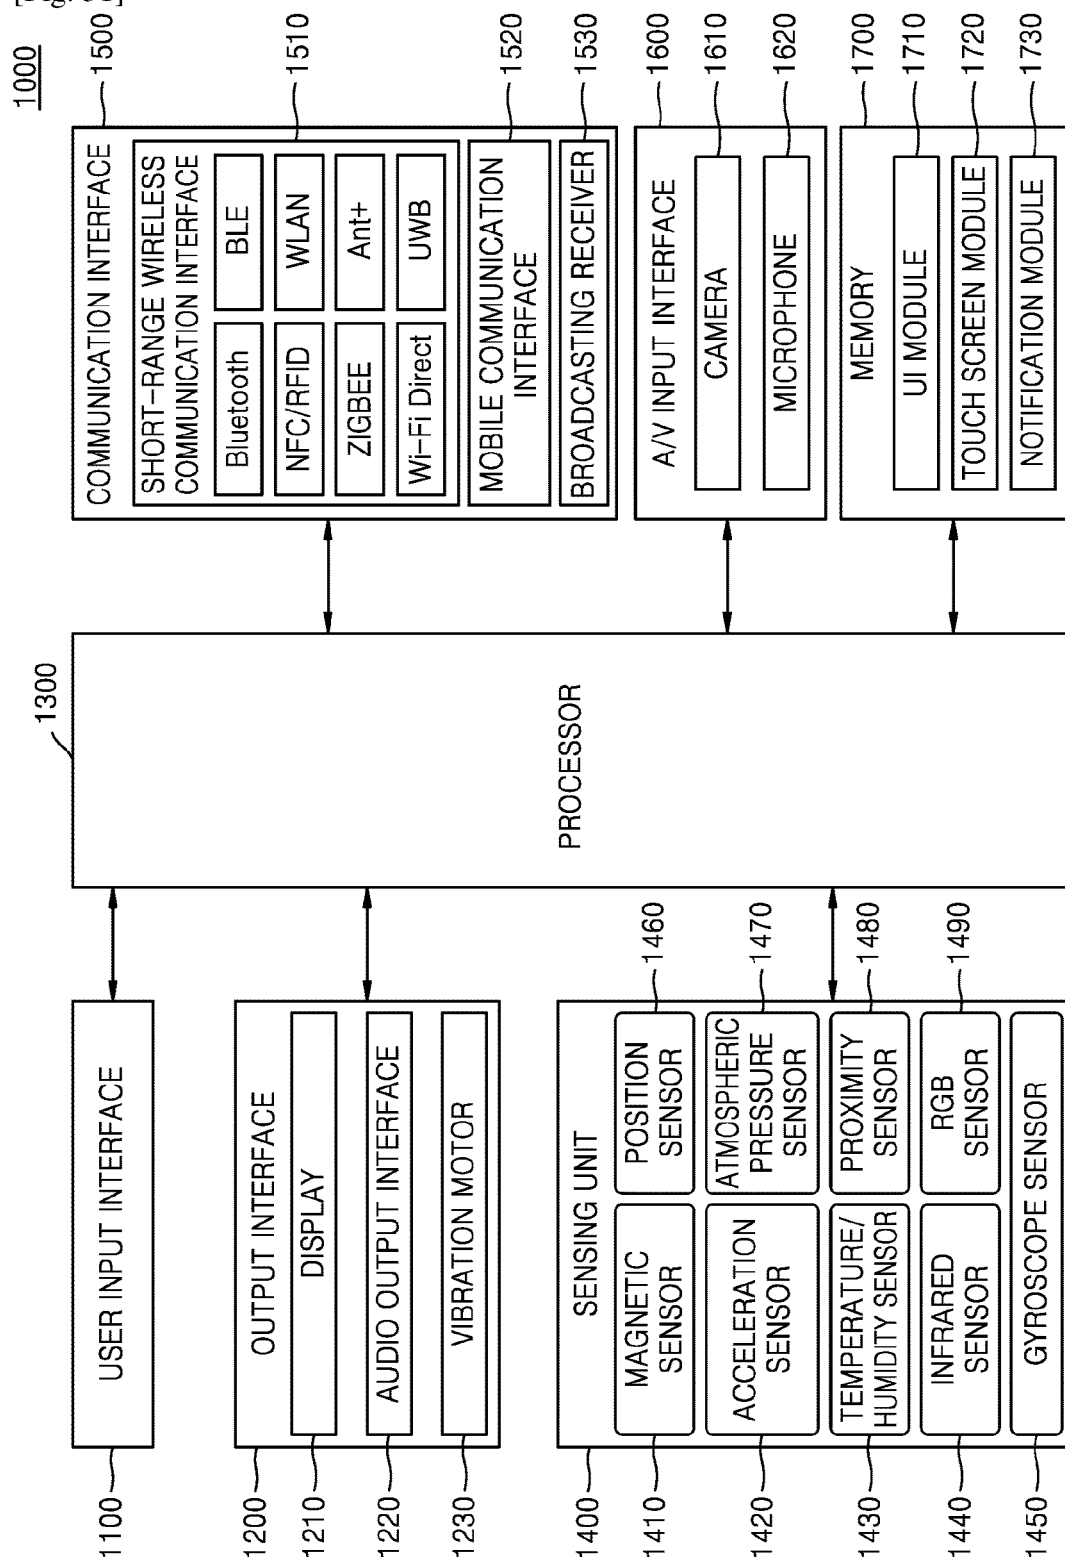 1000
1100
USER INPUT INTERFACE
1200
OUTPUT INTERFACE
1210
DISPLAY
1220
AUDIO OUTPUT INTERFACE
1230
VIBRATION MOTOR
1400
SENSING UNIT
1410
MAGNETIC
SENSOR
POSITION
SENSOR
1460
1420
ACCELERATION
SENSOR
ATMOSPHERIC
PRESSURE
SENSOR
1470
1430
TEMPERATURE/
HUMIDITY SENSOR
PROXIMITY
SENSOR
1480
1440
INFRARED
SENSOR
RGB
SENSOR
1490
1450
GYROSCOPE SENSOR
1300
PROCESSOR
COMMUNICATION INTERFACE
1500
SHORT-RANGE WIRELESS
COMMUNICATION INTERFACE
1510
Bluetooth
BLE
NFC/RFID
WLAN
ZIGBEE
Ant+
Wi-Fi Direct
UWB
MOBILE COMMUNICATION
INTERFACE
1520
BROADCASTING RECEIVER
1530
A/V INPUT INTERFACE
1600
CAMERA
1610
MICROPHONE
1620
MEMORY
1700
UI MODULE
1710
TOUCH SCREEN MODULE
1720
NOTIFICATION MODULE
1730